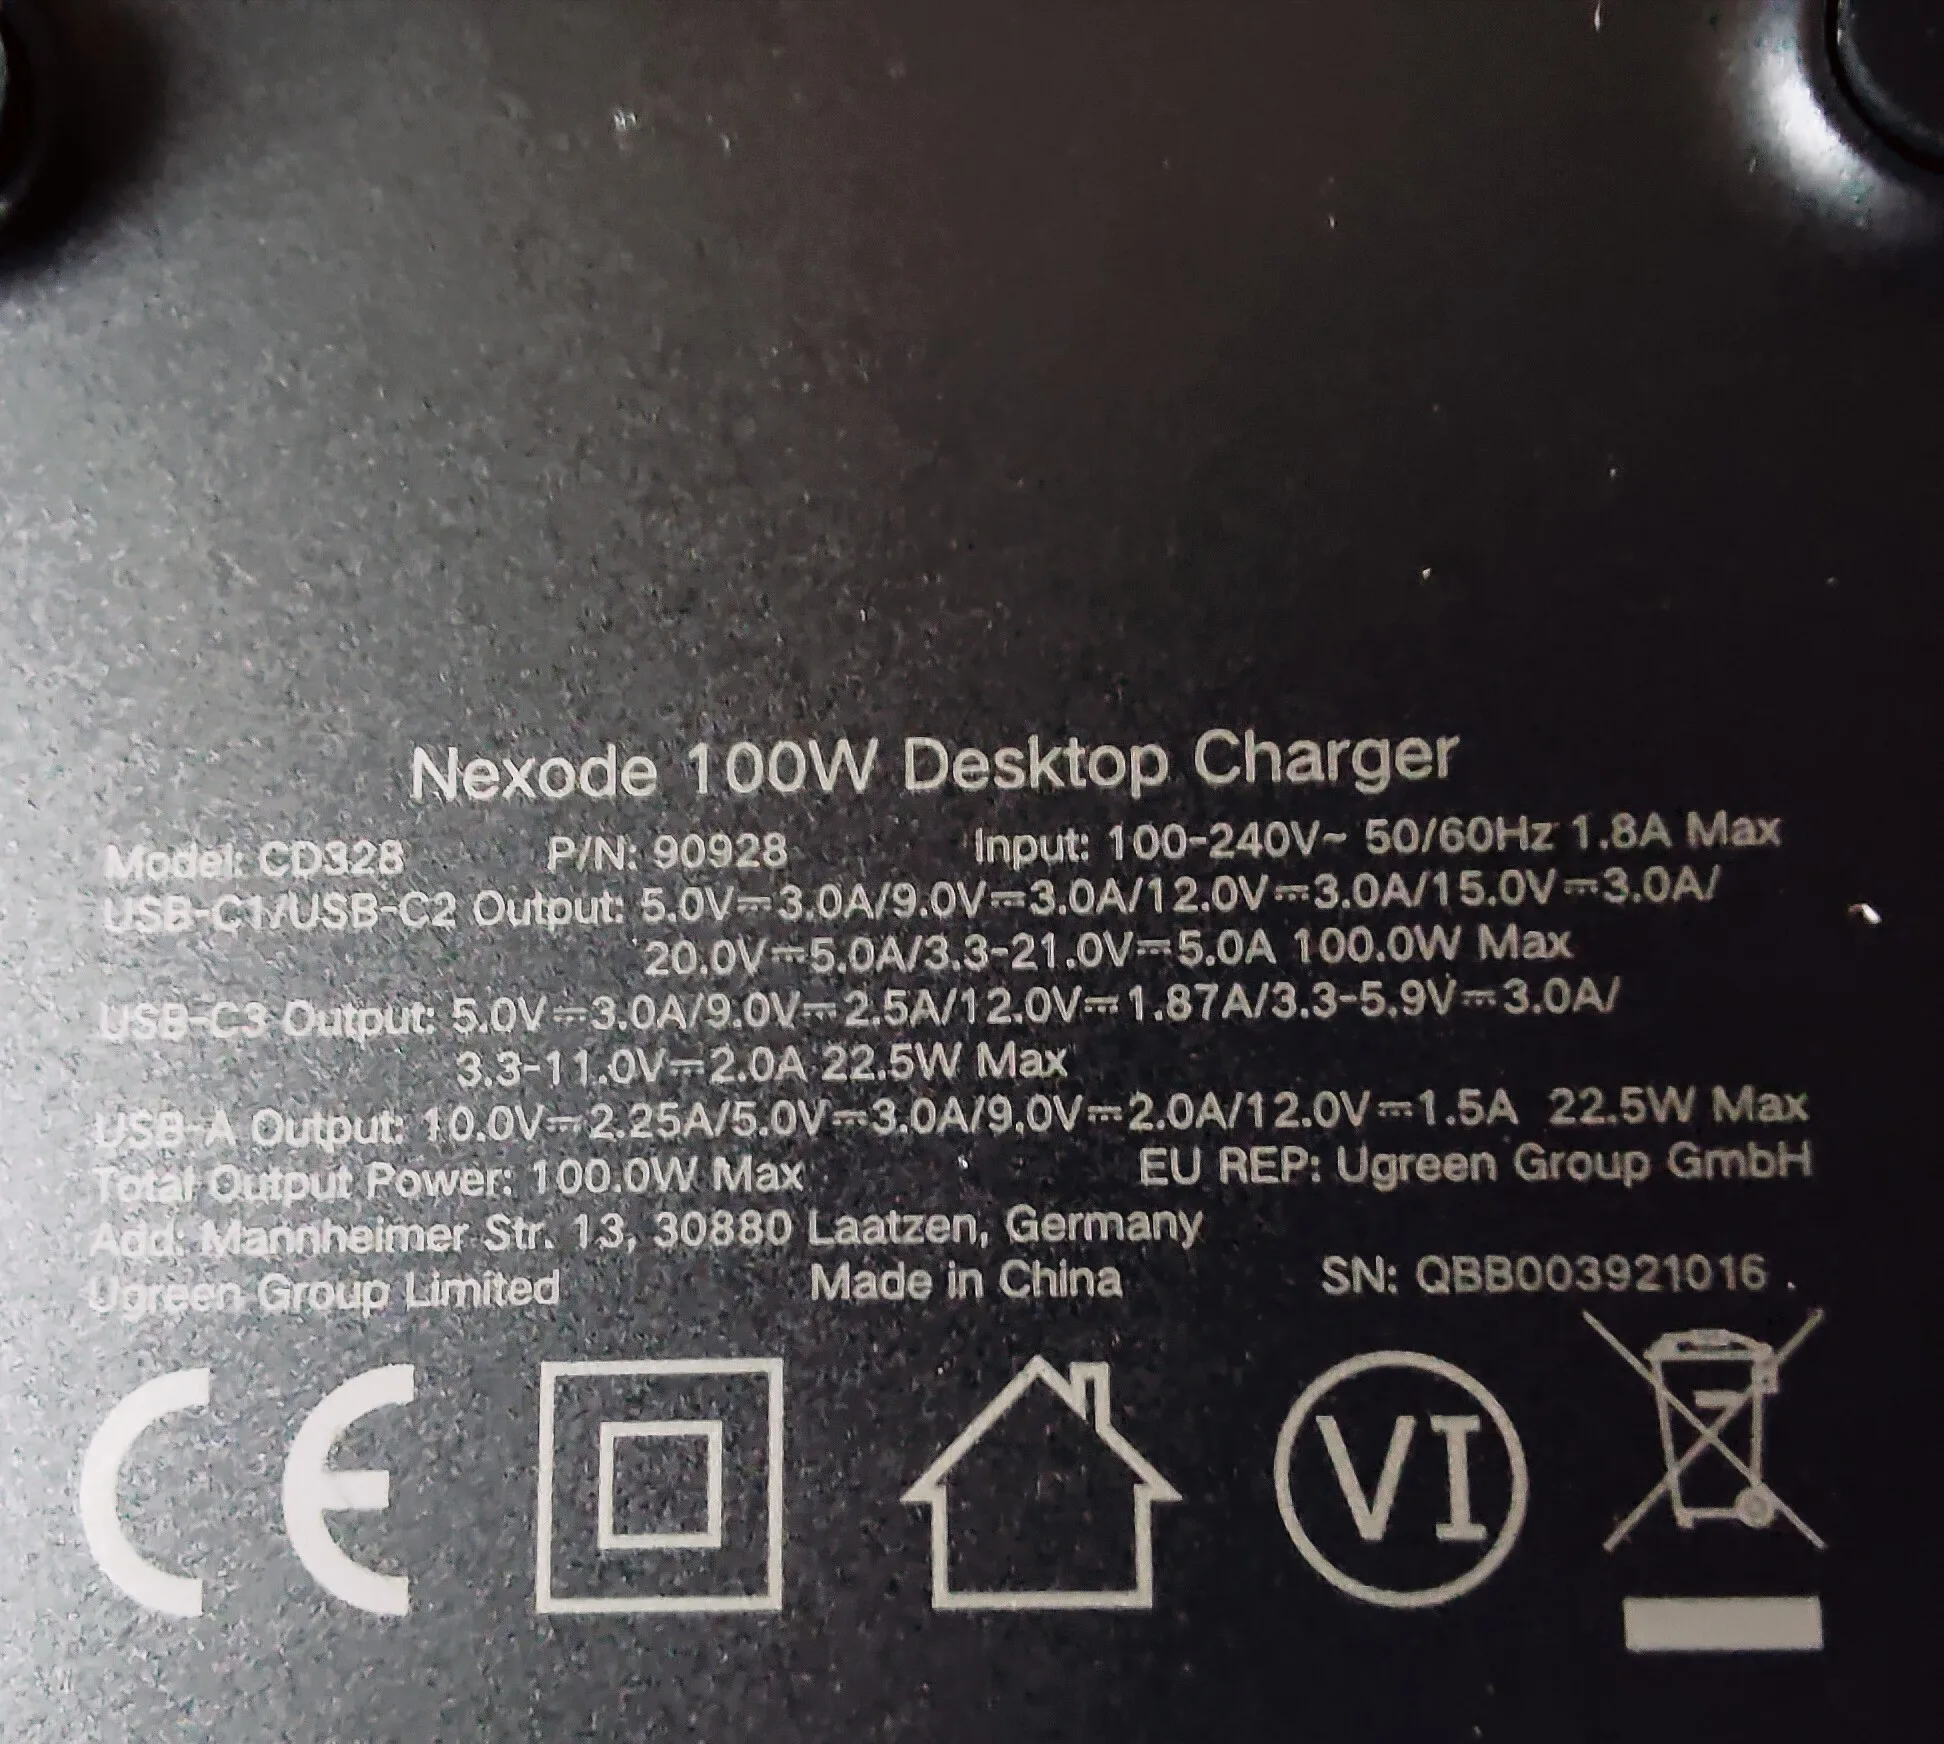 Nexode 100W Desktop Charger
Model: CD328 P/N: 90928 Input: 100-240V~ 50/60Hz 1.8A Max
USB-C1/USB-C2 Output: 5.0V⎓3.0A/9.0V⎓3.0A/12.0V⎓3.0A/15.0V⎓3.0A/
20.0V⎓5.0A/3.3-21.0V⎓5.0A 100.0W Max
USB-C3 Output: 5.0V⎓3.0A/9.0V⎓2.5A/12.0V⎓1.87A/3.3-5.9V⎓3.0A/
3.3-11.0V⎓2.0A 22.5W Max
USB-A Output: 10.0V⎓2.25A/5.0V⎓3.0A/9.0V⎓2.0A/12.0V⎓1.5A 22.5W Max
Total Output Power: 100.0W Max EU REP: Ugreen Group GmbH
Add: Mannheimer Str. 13, 30880 Laatzen, Germany
Ugreen Group Limited Made in China SN: QBB003921016
CE VI